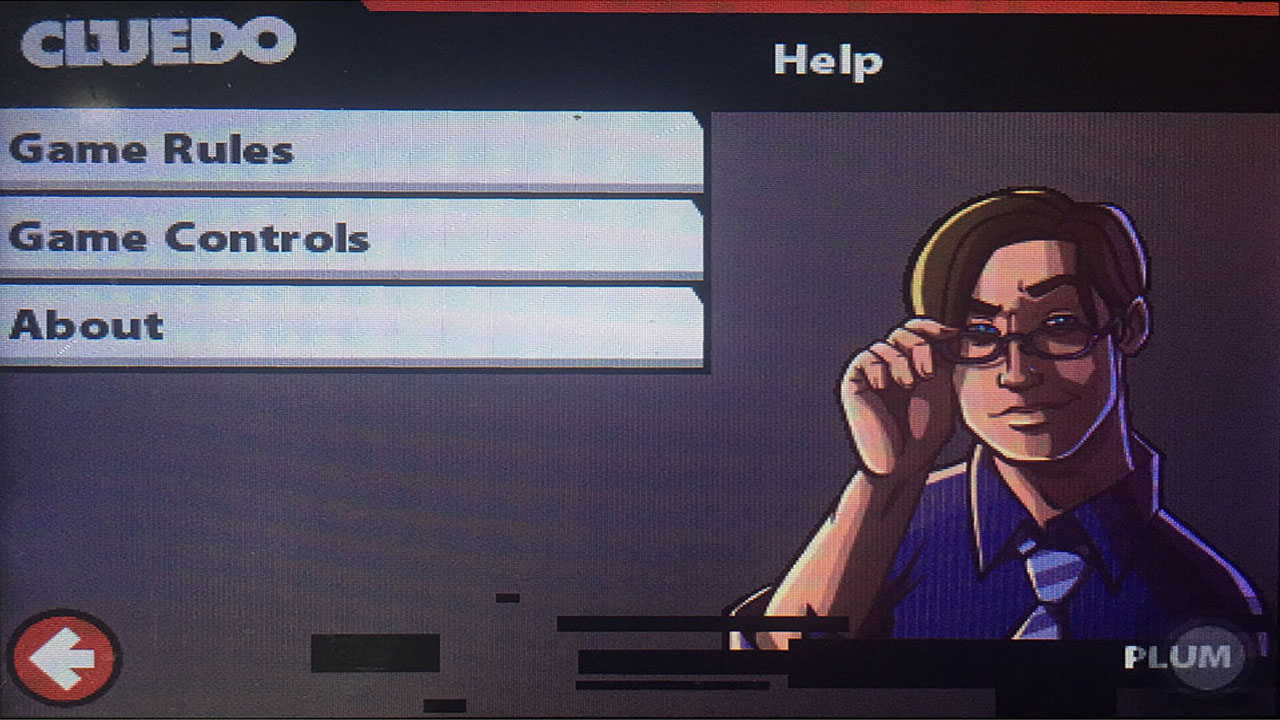 CLUEDO
Help
Game Rules
Game Controls
About
PLUM